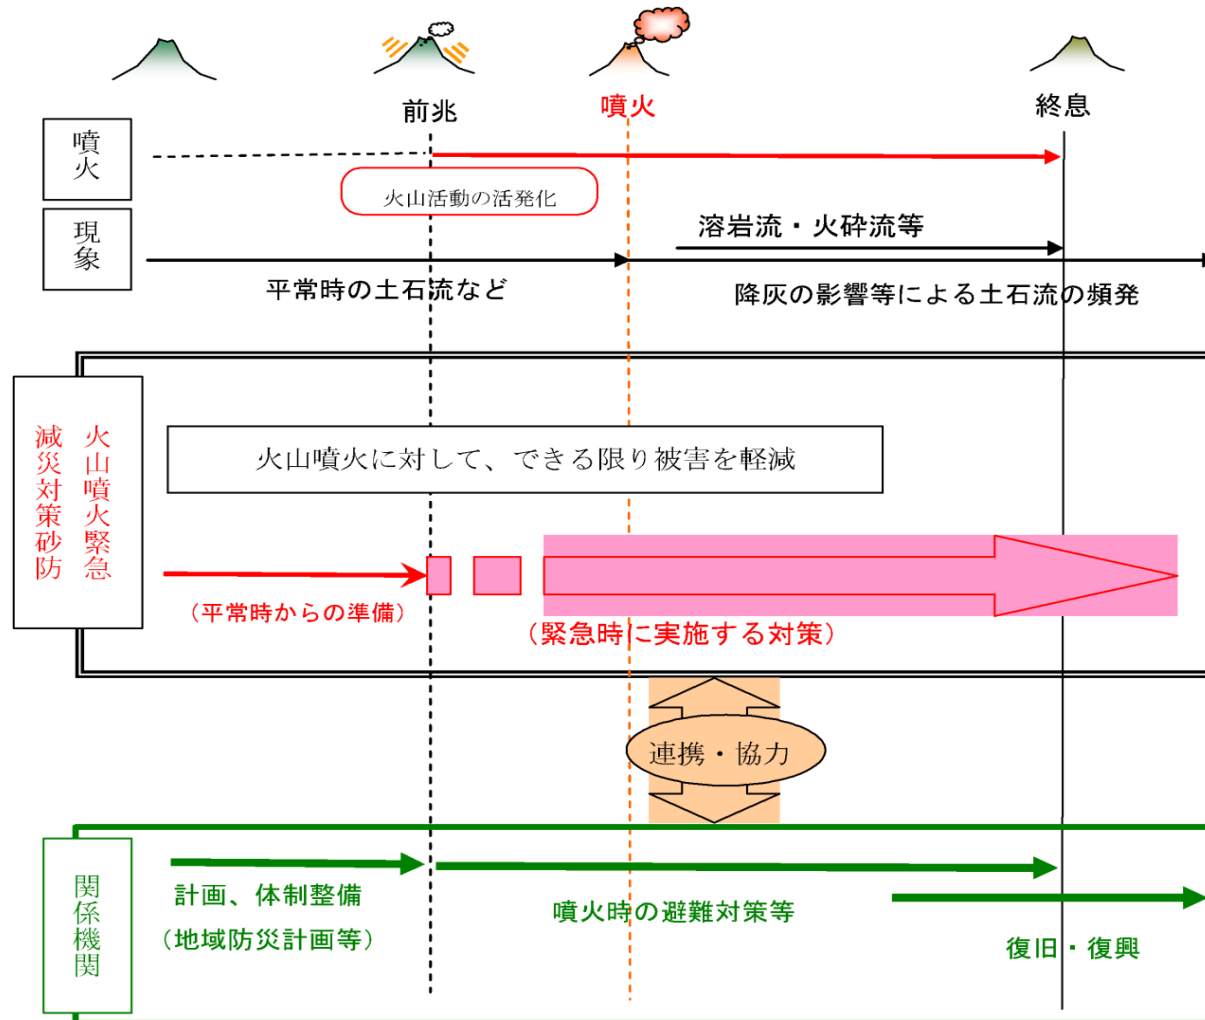 前兆
噴火
終息
噴火
火山活動の活発化
現象
溶岩流・火砕流等
平常時の土石流など
降灰の影響等による土石流の頻発
火山噴火緊急
減災対策砂防
火山噴火に対して、できる限り被害を軽減
（平常時からの準備）
（緊急時に実施する対策）
連携・協力
関係機関
計画、体制整備
（地域防災計画等）
噴火時の避難対策等
復旧・復興